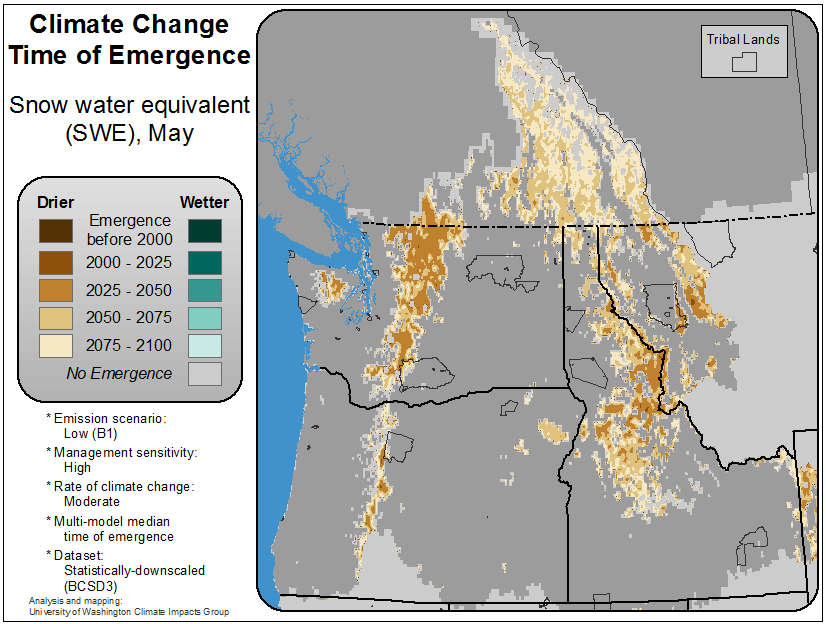 Climate Change
Time of Emergence
Snow water equivalent
(SWE), May
Tribal Lands
Drier
Wetter
Emergence
before 2000
2000 - 2025
2025 - 2050
2050 - 2075
2075 - 2100
No Emergence
* Emission scenario:
Low (B1)
* Management sensitivity:
High
* Rate of climate change:
Moderate
* Multi-model median
time of emergence
* Dataset:
Statistically-downscaled
(BCSD3)
Analysis and mapping:
University of Washington Climate Impacts Group